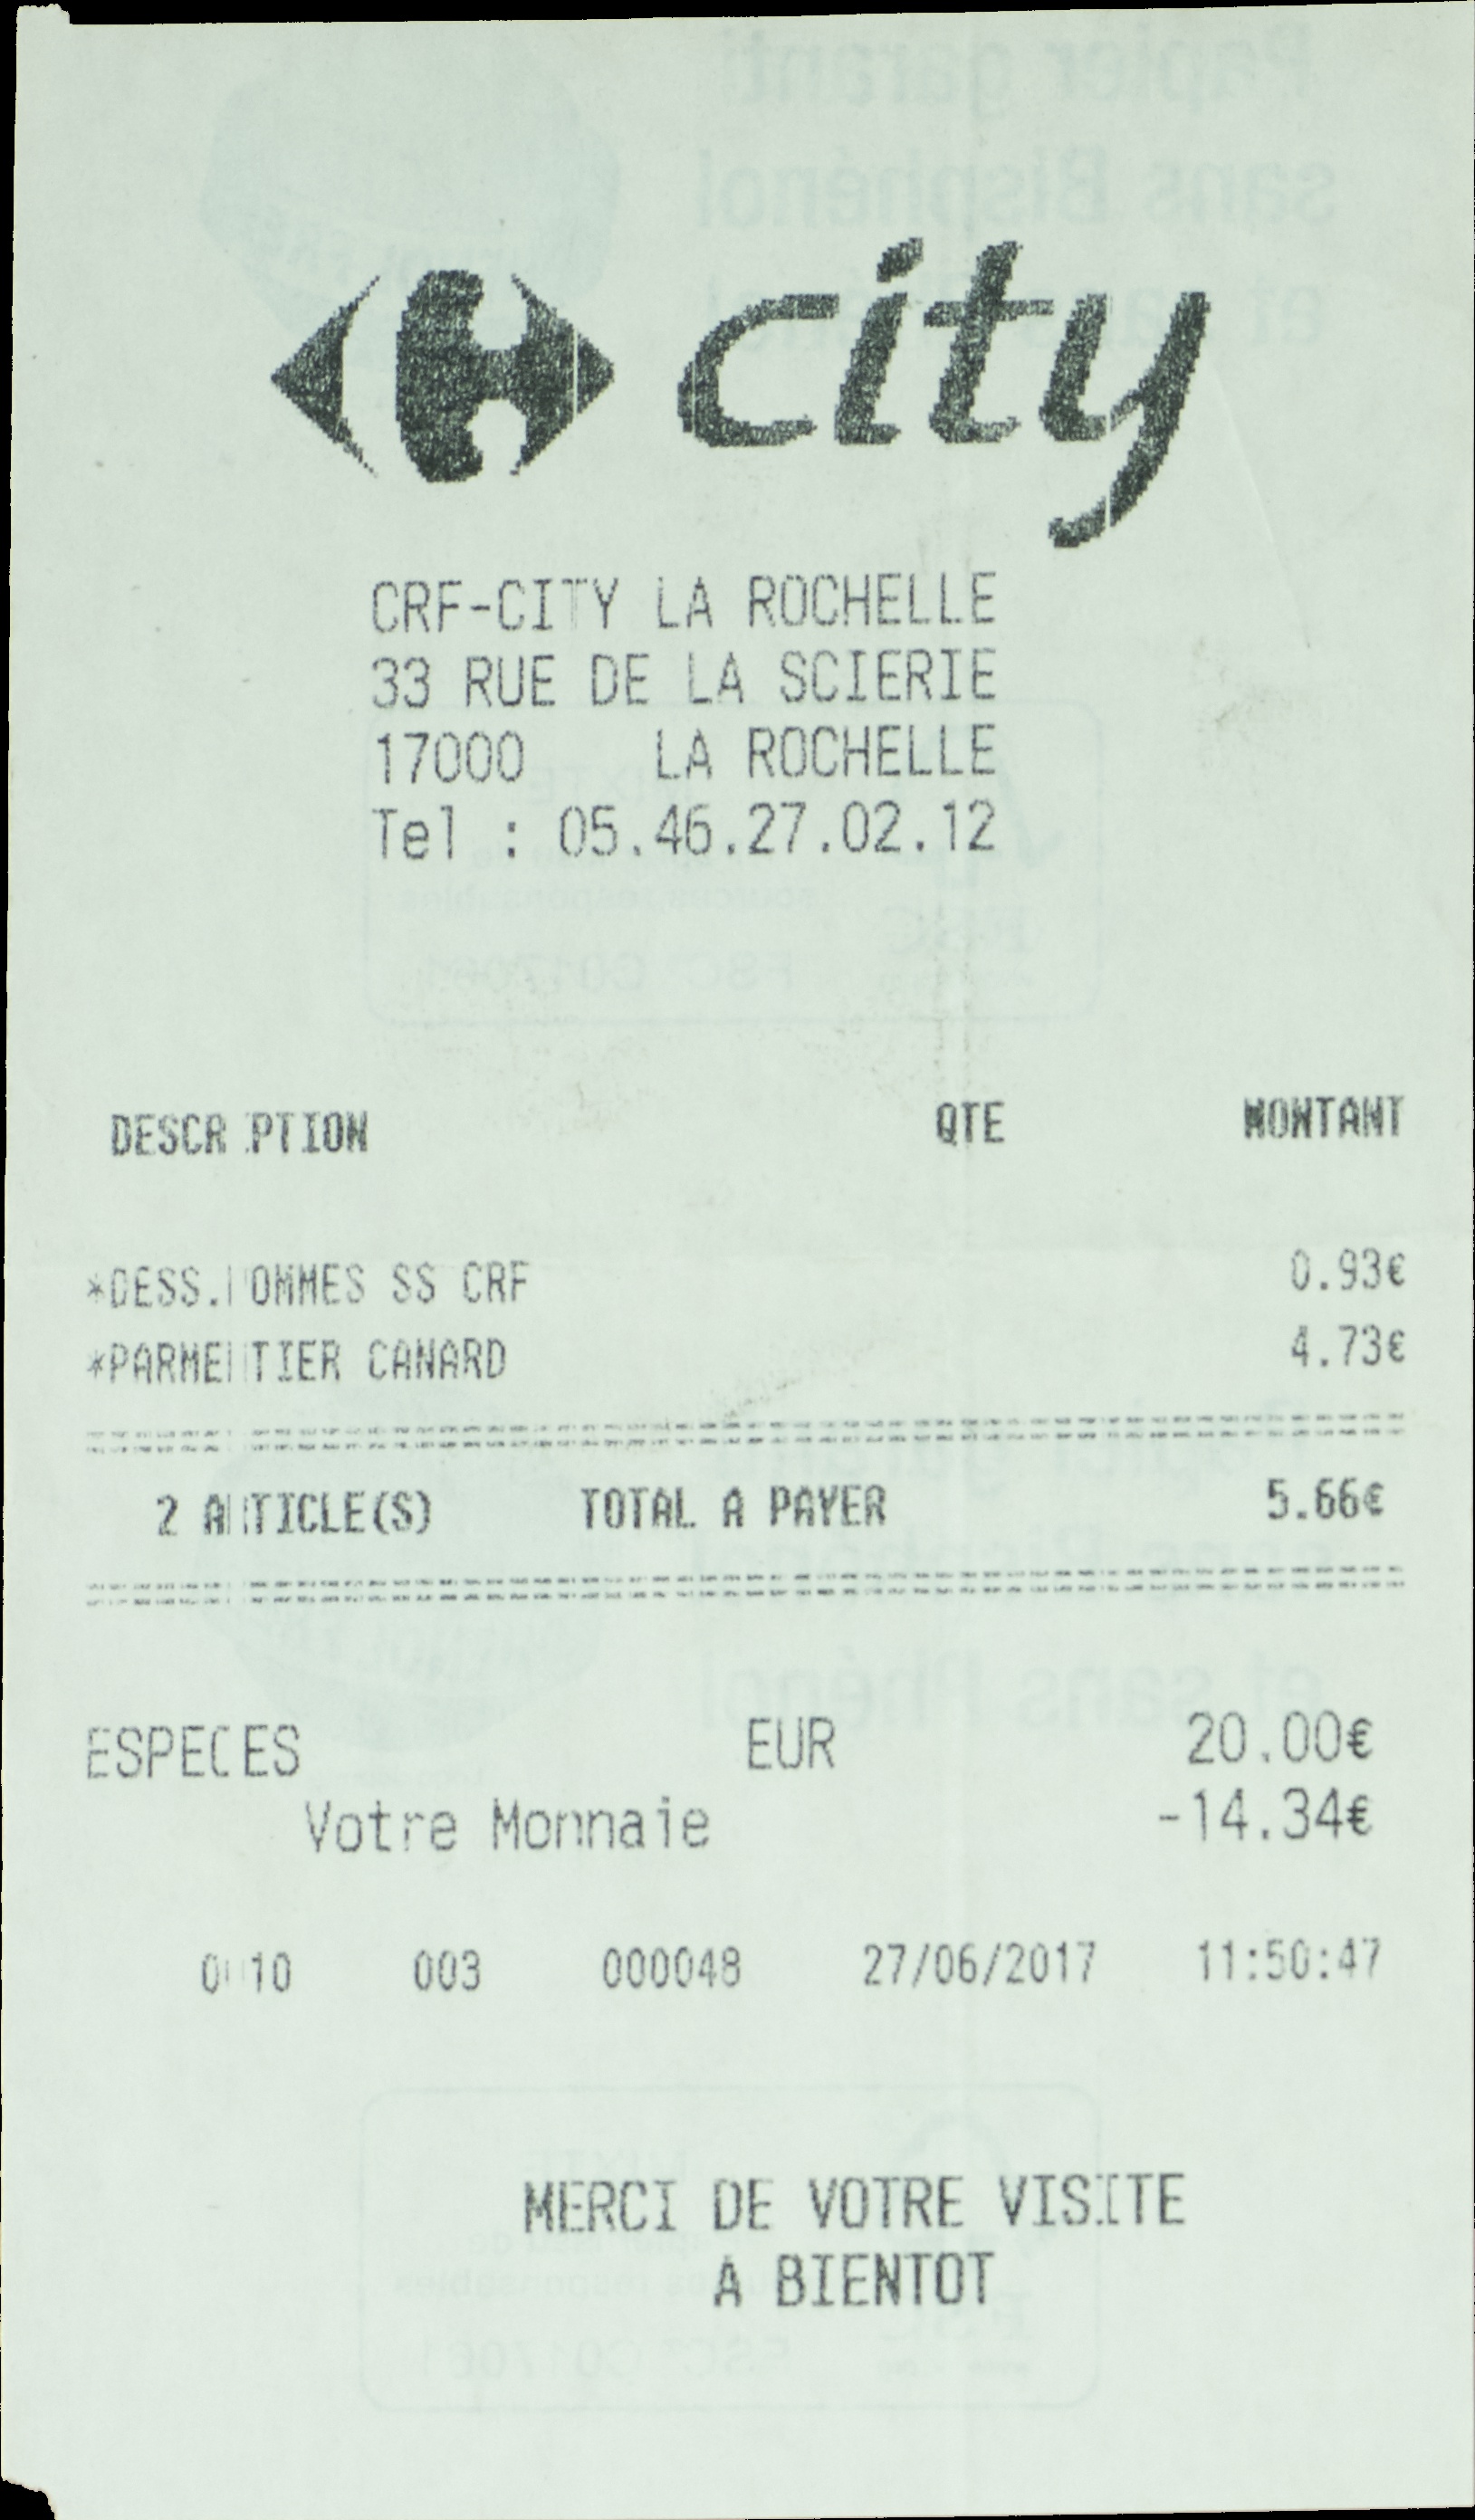 city
CRF-CITY LA ROCHELLE
33 RUE DE LA SCIERIE
17000 LA ROCHELLE
Tel : 05.46.27.02.12
DESCRIPTION QTE MONTANT
*DESS.POMMES SS CRF 0.93€
*PARMENTIER CANARD 4.73€
2 ARTICLE(S) TOTAL A PAYER 5.66€
ESPECES EUR 20.00€
Votre Monnaie -14.34€
0010 003 000048 27/06/2017 11:50:47
MERCI DE VOTRE VISITE
A BIENTOT